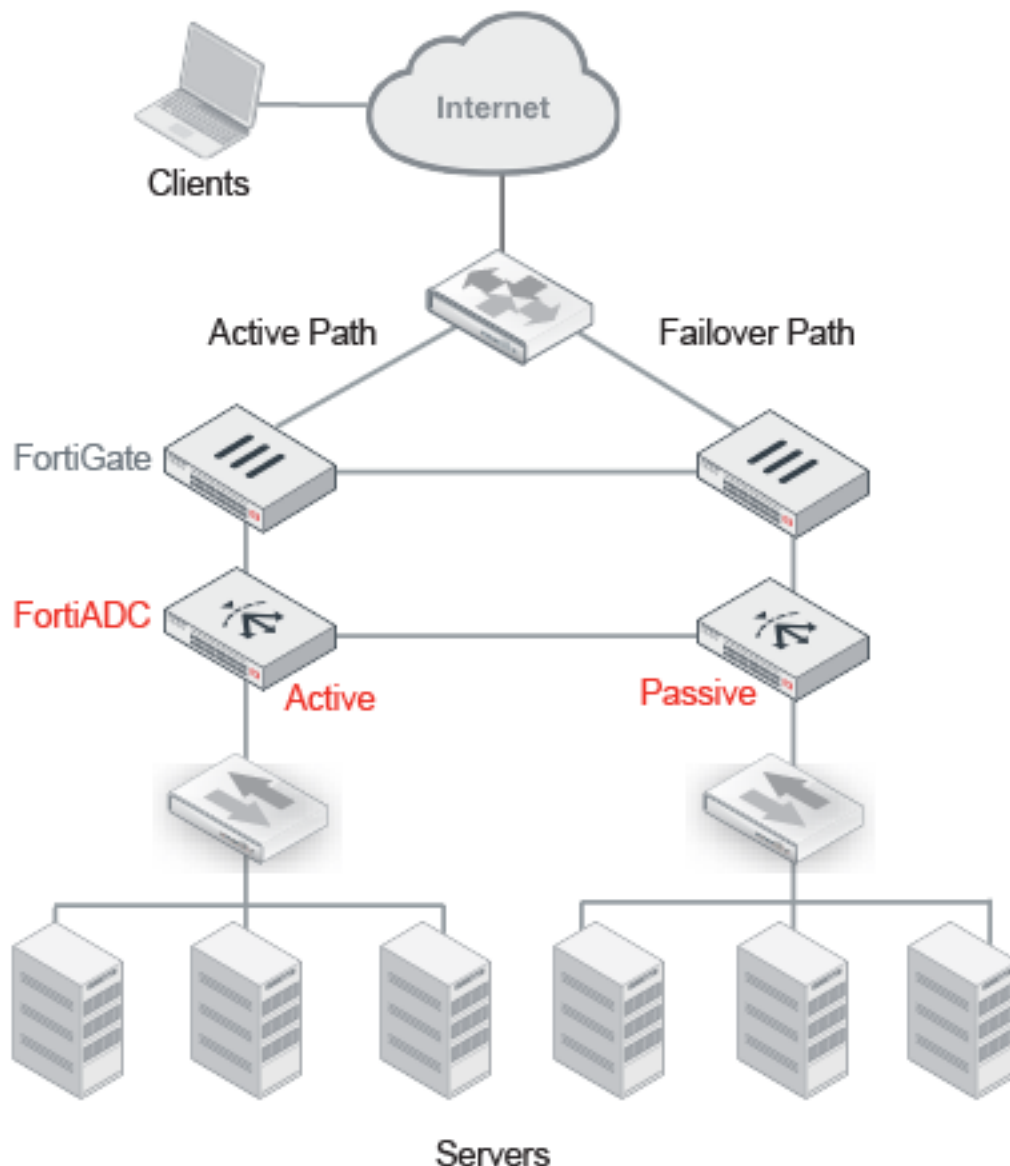 Internet
Clients
Active Path
Failover Path
FortiGate
FortiADC
Active
Passive
Servers